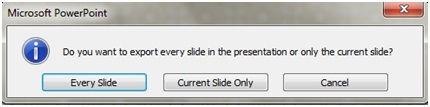 Microsoft PowerPoint
Do you want to export every slide in the presentation or only the current slide?
Every Slide
Current Slide Only
Cancel